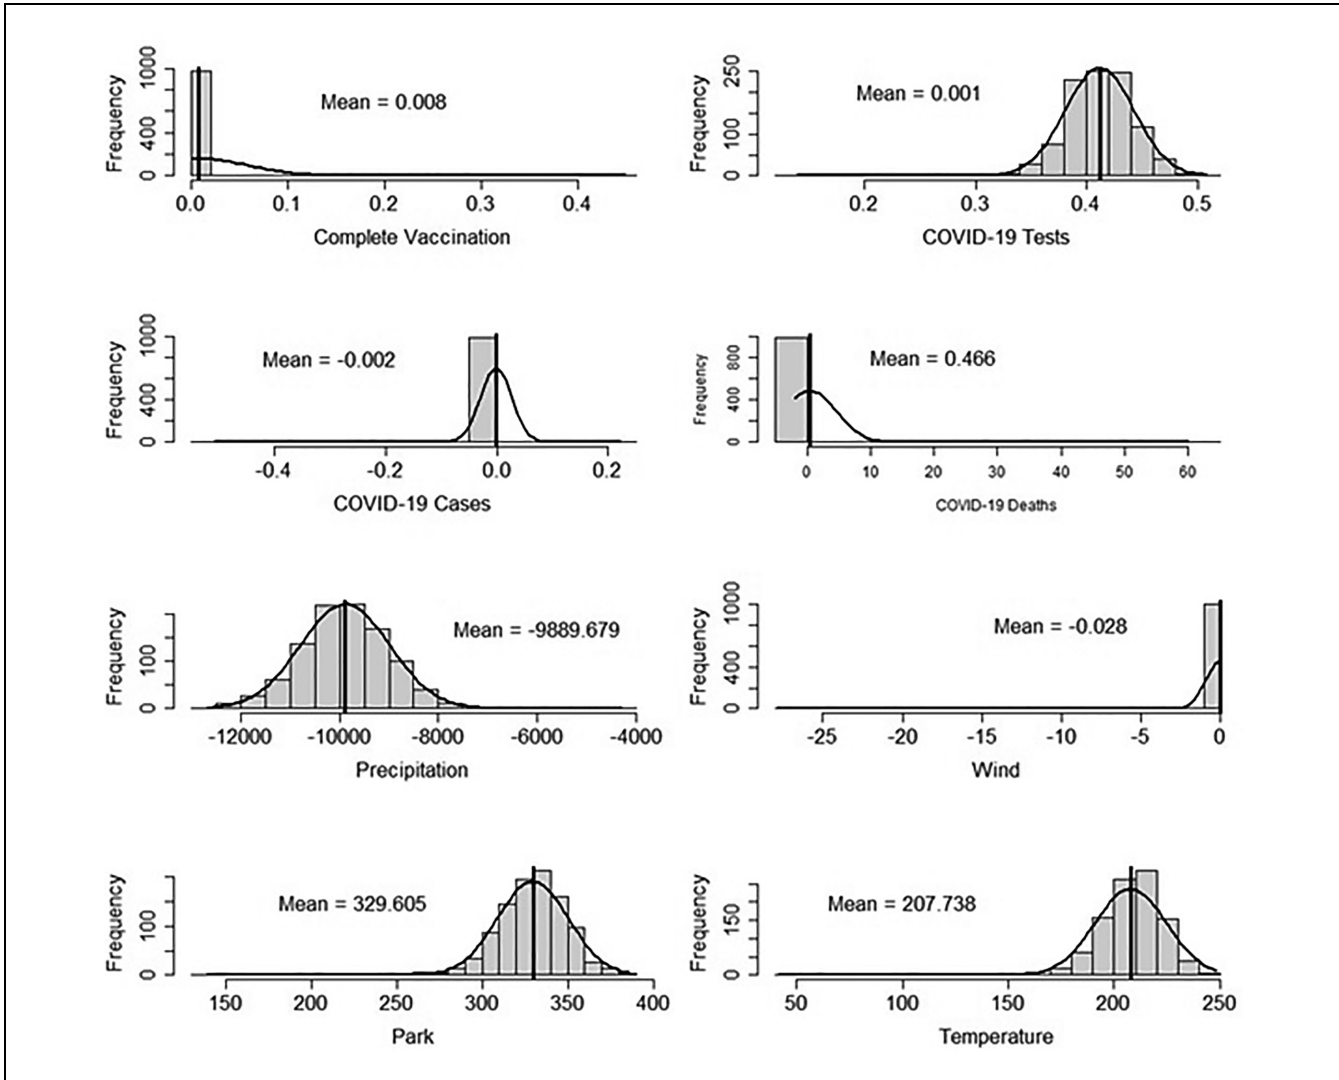 Frequency
1000
400
0
Mean = 0.008
0.0 0.1 0.2 0.3 0.4
Complete Vaccination
Frequency
250
100
0
Mean = 0.001
0.2 0.3 0.4 0.5
COVID-19 Tests
Frequency
1000
400
0
Mean = -0.002
-0.4 -0.2 0.0 0.2
COVID-19 Cases
Frequency
800
400
0
Mean = 0.466
0 10 20 30 40 50 60
COVID-19 Deaths
Frequency
100
0
Mean = -9889.679
-12000 -10000 -8000 -6000 -4000
Precipitation
Frequency
1000
400
0
Mean = -0.028
-25 -20 -15 -10 -5 0
Wind
Frequency
100
0
Mean = 329.605
150 200 250 300 350 400
Park
Frequency
150
0
Mean = 207.738
50 100 150 200 250
Temperature